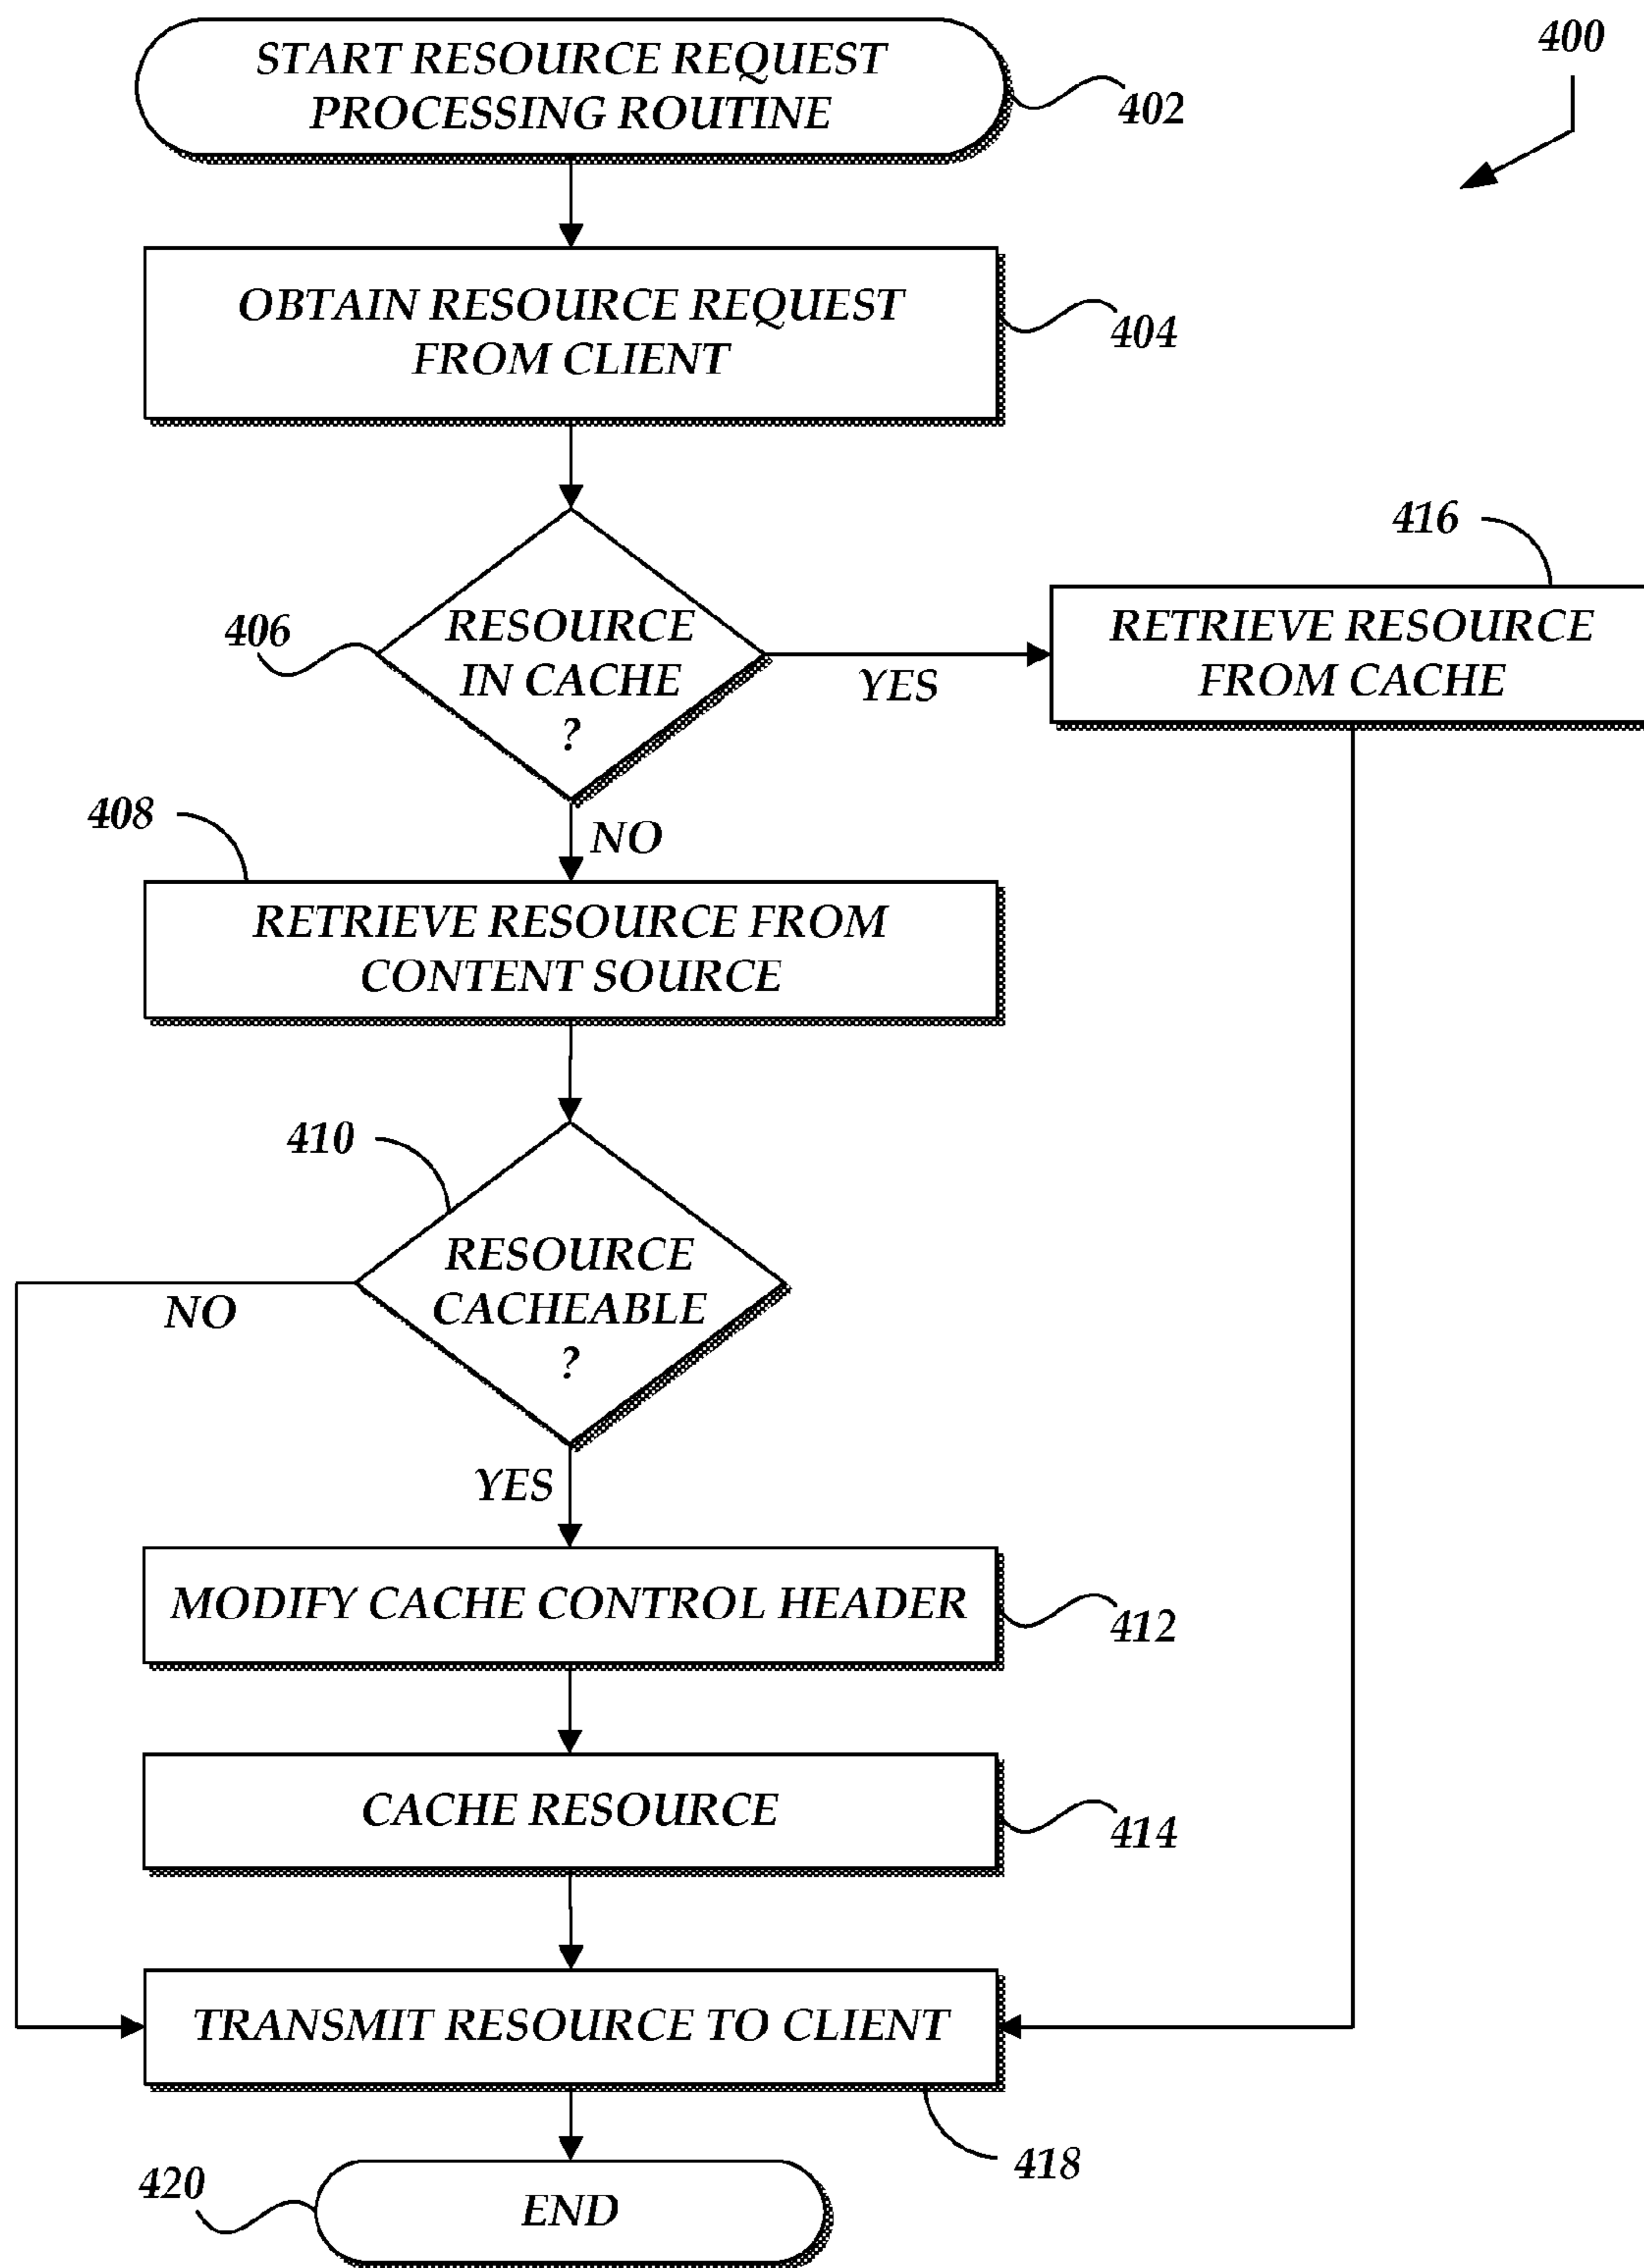 400
START RESOURCE REQUEST
PROCESSING ROUTINE
402
OBTAIN RESOURCE REQUEST
FROM CLIENT
404
406
RESOURCE
IN CACHE
?
YES
416
RETRIEVE RESOURCE
FROM CACHE
NO
408
RETRIEVE RESOURCE FROM
CONTENT SOURCE
410
RESOURCE
CACHEABLE
?
NO
YES
MODIFY CACHE CONTROL HEADER
412
CACHE RESOURCE
414
TRANSMIT RESOURCE TO CLIENT
418
420
END